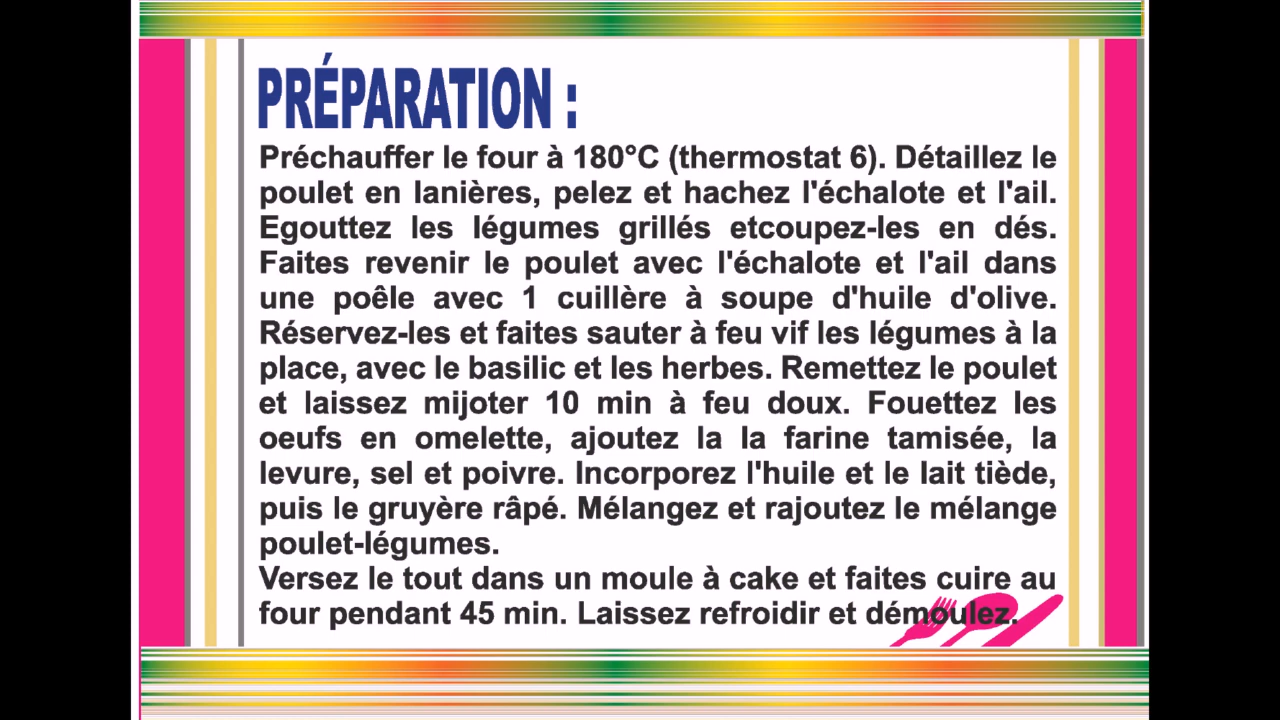 PRÉPARATION :
Préchauffer le four à 180°C (thermostat 6). Détaillez le
poulet en lanières, pelez et hachez l'échalote et l'ail.
Egouttez les légumes grillés etcoupez-les en dés.
Faites revenir le poulet avec l'échalote et l'ail dans
une poêle avec 1 cuillère à soupe d'huile d'olive.
Réservez-les et faites sauter à feu vif les légumes à la
place, avec le basilic et les herbes. Remettez le poulet
et laissez mijoter 10 min à feu doux. Fouettez les
oeufs en omelette, ajoutez la la farine tamisée, la
levure, sel et poivre. Incorporez l'huile et le lait tiède,
puis le gruyère râpé. Mélangez et rajoutez le mélange
poulet-légumes.
Versez le tout dans un moule à cake et faites cuire au
four pendant 45 min. Laissez refroidir et démoulez.